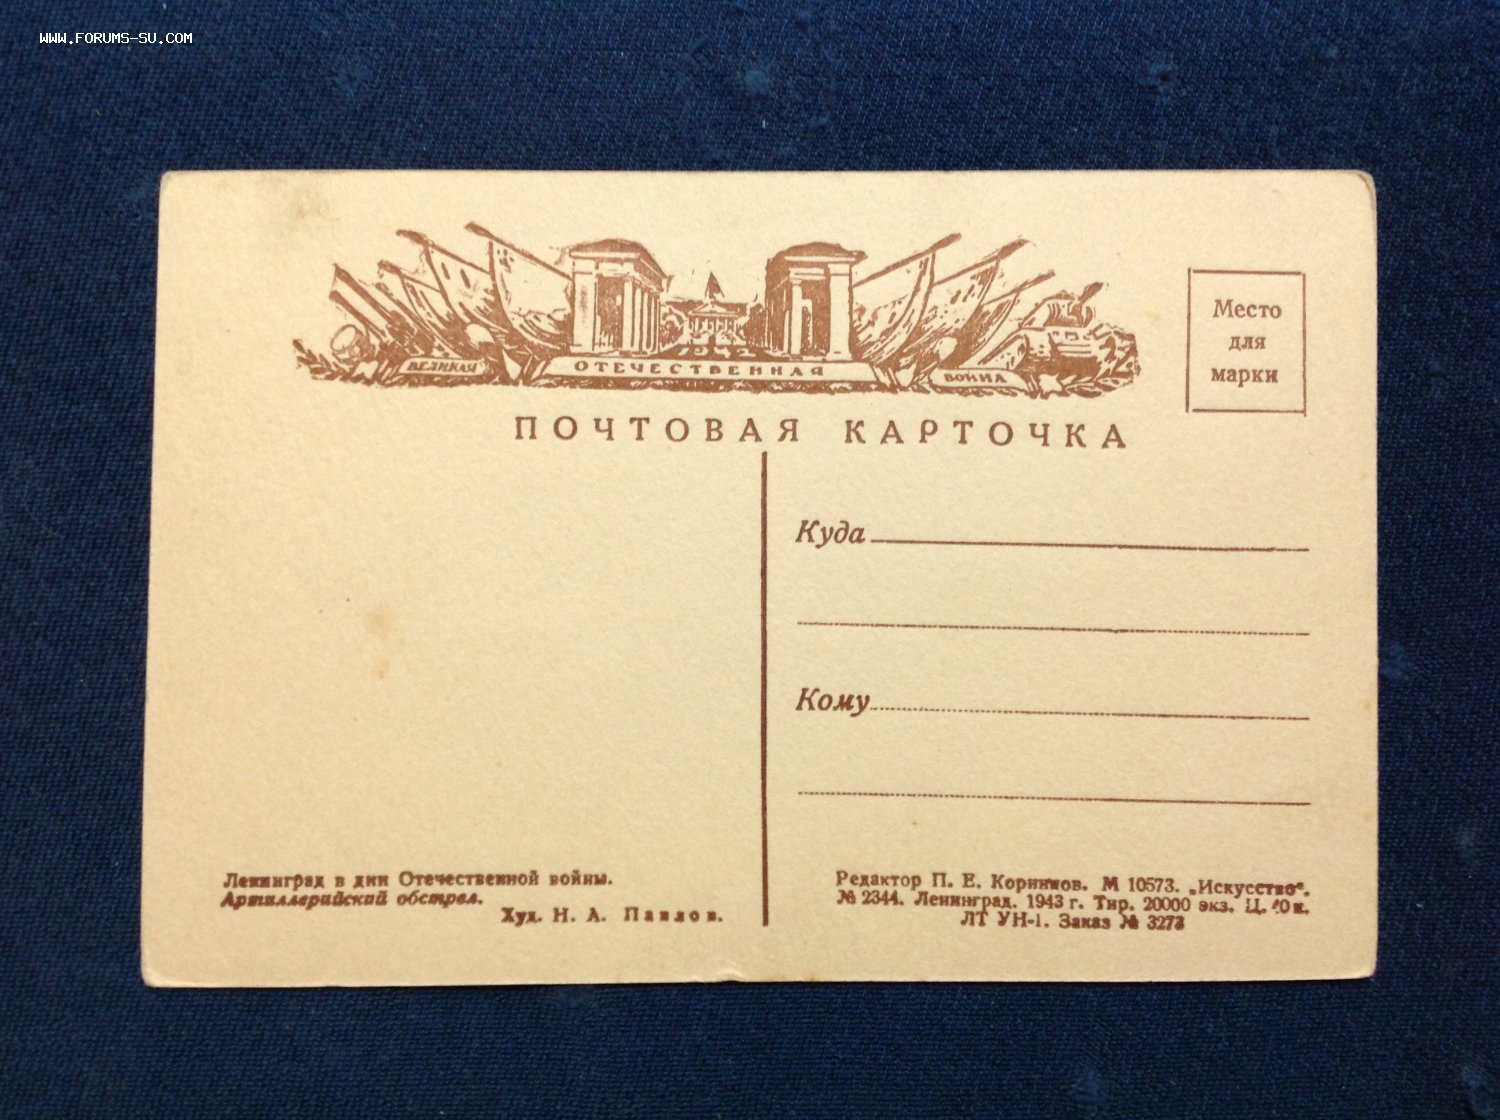 WWW.FORUMS-SU.COM
1942
ВЕЛИКАЯ ОТЕЧЕСТВЕННАЯ ВОЙНА
ПОЧТОВАЯ КАРТОЧКА
Место
для
марки
Куда
Кому
Ленинград в дни Отечественной войны.
Артиллерийский обстрел.
Худ. Н. А. Павлов.
Редактор П. Е. Корнилов. М 10573. „Искусство“.
№ 2344. Ленинград. 1943 г. Тир. 20000 экз. Ц. к.
ЛТ УН-1. Заказ № 3273